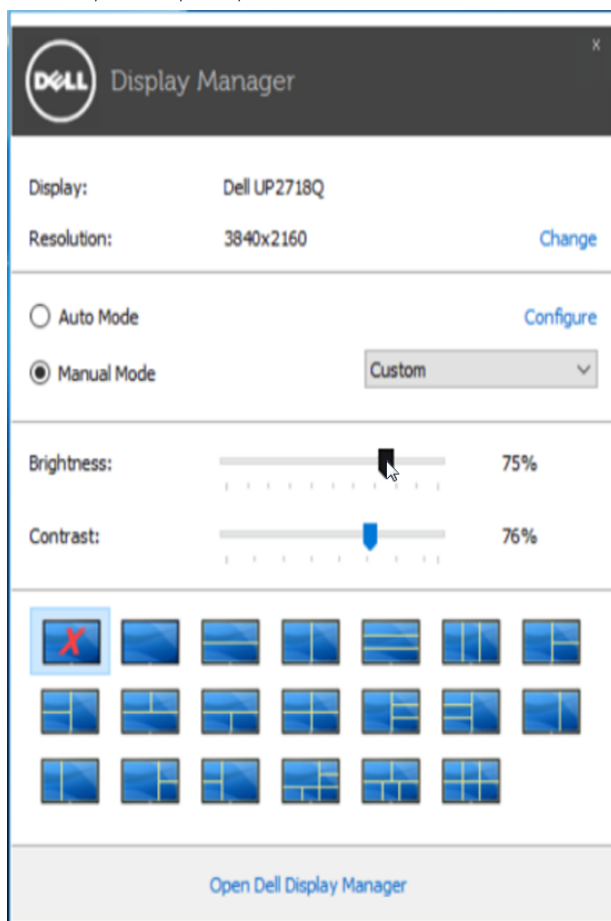 DELL Display Manager
x
Display: Dell UP2718Q
Resolution: 3840x2160 Change
Auto Mode Configure
Manual Mode Custom
Brightness: 75%
Contrast: 76%
Open Dell Display Manager